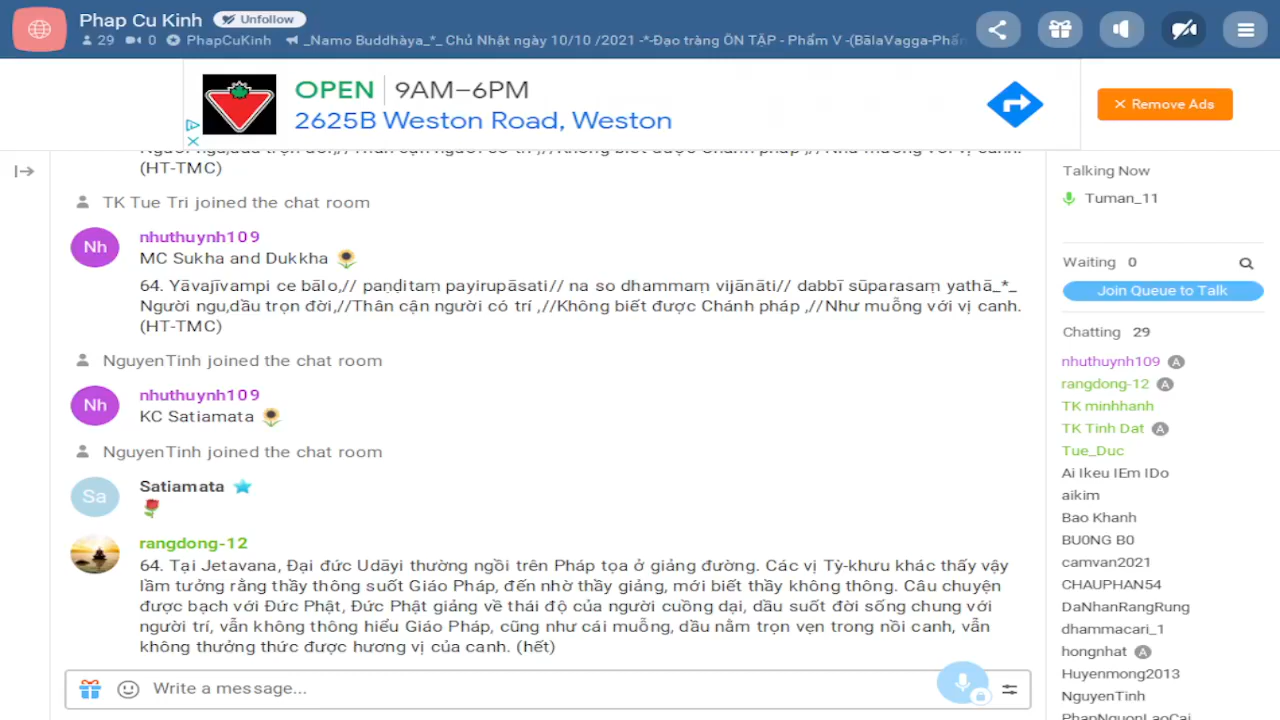 Phap Cu Kinh Unfollow
29 0 PhapCuKinh _Namo Buddhàya_*_ Chủ Nhật ngày 10/10 /2021 -*-Đạo tràng ÔN TẬP - Phẩm V -(BālaVagga-Phẩm
OPEN 9AM–6PM
2625B Weston Road, Weston
Remove Ads
Người ngu,dầu trọn đời,//Thân cận người có trí ,//Không biết được Chánh pháp ,//Như muỗng với vị canh.
(HT-TMC)
TK Tue Tri joined the chat room
Nh
nhuthuynh109
MC Sukha and Dukkha 🌻
64. Yāvajīvampi ce bālo,// paṇḍitaṃ payirupāsati// na so dhammaṃ vijānāti// dabbī sūparasaṃ yathā_*_
Người ngu,dầu trọn đời,//Thân cận người có trí ,//Không biết được Chánh pháp ,//Như muỗng với vị canh.
(HT-TMC)
NguyenTinh joined the chat room
Nh
nhuthuynh109
KC Satiamata 🌻
NguyenTinh joined the chat room
Sa
Satiamata
🌹
rangdong-12
64. Tại Jetavana, Đại đức Udāyi thường ngồi trên Pháp tọa ở giảng đường. Các vị Tỳ-khưu khác thấy vậy
lầm tưởng rằng thầy thông suốt Giáo Pháp, đến nhờ thầy giảng, mới biết thầy không thông. Câu chuyện
được bạch với Đức Phật, Đức Phật giảng về thái độ của người cuồng dại, dầu suốt đời sống chung với
người trí, vẫn không thông hiểu Giáo Pháp, cũng như cái muỗng, dầu nằm trọn vẹn trong nồi canh, vẫn
không thưởng thức được hương vị của canh. (hết)
Write a message...
Talking Now
Tuman_11
Waiting 0
Join Queue to Talk
Chatting 29
nhuthuynh109 A
rangdong-12 A
TK minhhanh
TK Tinh Dat A
Tue_Duc
Ai Ikeu IEm IDo
aikim
Bao Khanh
BU0NG B0
camvan2021
CHAUPHAN54
DaNhanRangRung
dhammacari_1
hongnhat A
Huyenmong2013
NguyenTinh
PhapNguonLaoCai